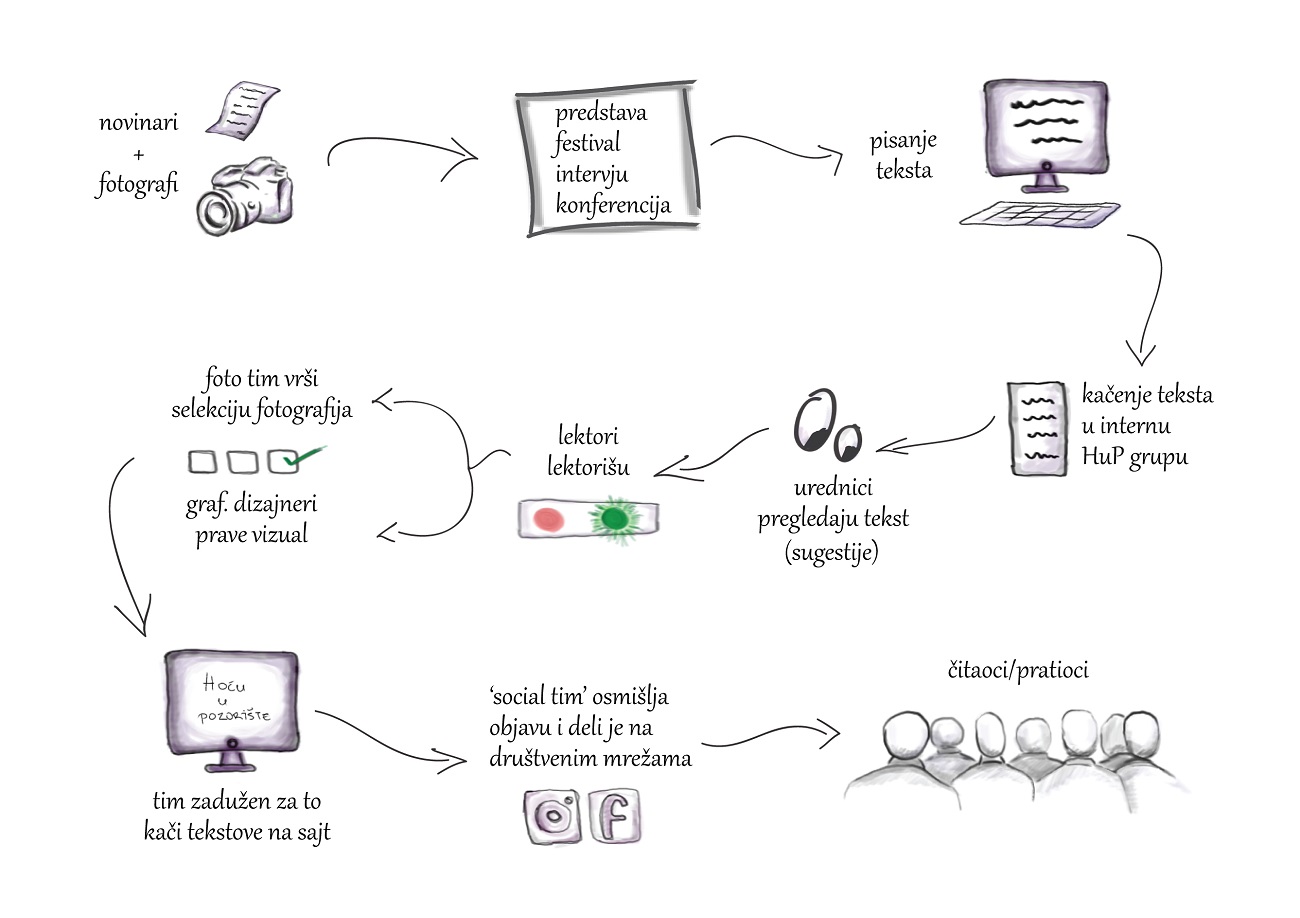 novinari
+
fotografi
predstava
festival
intervju
konferencija
pisanje
teksta
kačenje teksta
u internu
HuP grupu
urednici
pregledaju tekst
(sugestije)
lektori
lektorišu
foto tim vrši
selekciju fotografija
graf. dizajneri
prave vizual
Hoću
u
pozorište
tim zadužen za to
kači tekstove na sajt
‘social tim’ osmišlja
objavu i deli je na
društvenim mrežama
f
čitaoci/pratioci